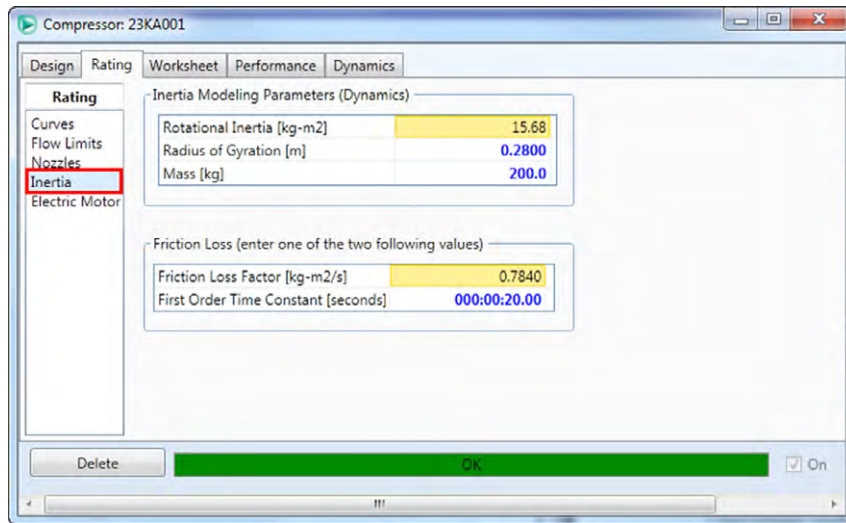 Compressor: 23KA001
Design Rating Worksheet Performance Dynamics
Rating
Curves
Flow Limits
Nozzles
Inertia
Electric Motor
Inertia Modeling Parameters (Dynamics)
Rotational Inertia [kg-m2] 15.68
Radius of Gyration [m] 0.2800
Mass [kg] 200.0
Friction Loss (enter one of the two following values)
Friction Loss Factor [kg-m2/s] 0.7840
First Order Time Constant [seconds] 000:00:20.00
Delete OK On